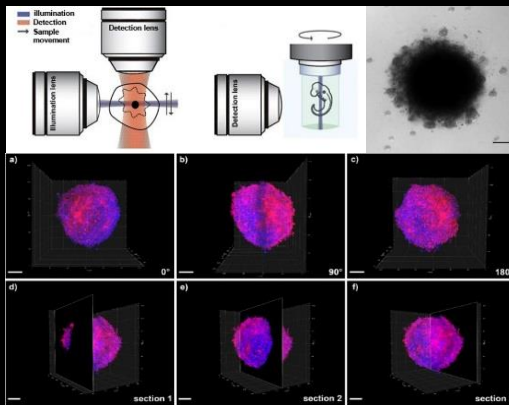 illumination
Detection
Sample
movement
Detection lens
Illumination lens
Detection lens
a)
0°
b)
90°
c)
180
d)
section 1
e)
section 2
f)
section